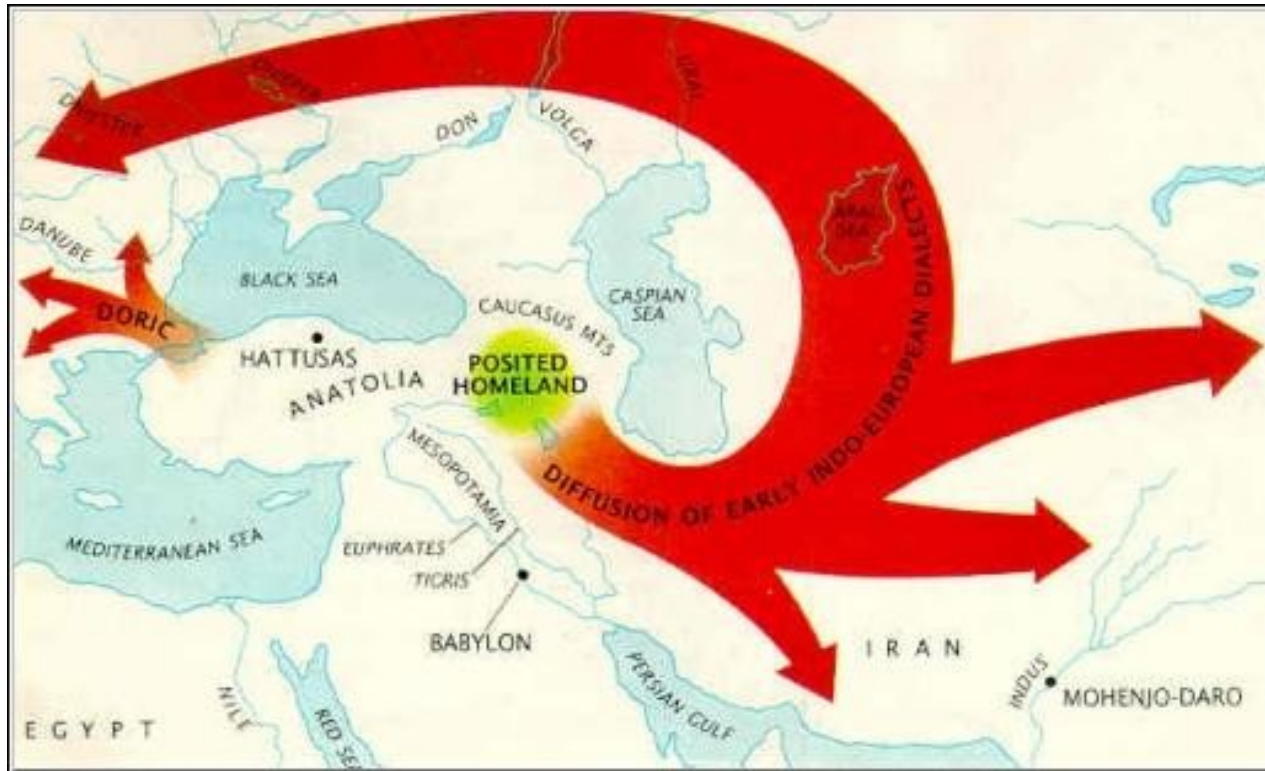 DNIESTER
DNIEPER
DON
VOLGA
URAL
ARAL
SEA
DANUBE
BLACK SEA
CAUCASUS MTS
CASPIAN
SEA
DORIC
HATTUSAS
ANATOLIA
POSITED
HOMELAND
DIFFUSION OF EARLY INDO-EUROPEAN DIALECTS
MESOPOTAMIA
MEDITERRANEAN SEA
EUPHRATES
TIGRIS
BABYLON
IRAN
PERSIAN GULF
INDUS
MOHENJO-DARO
NILE
RED SEA
EGYPT